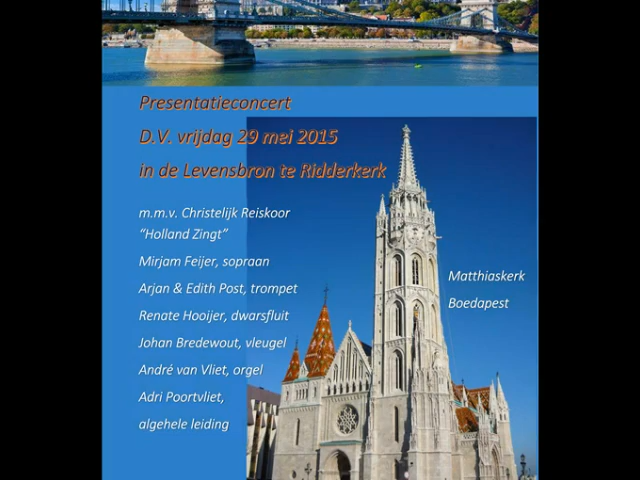 Presentatieconcert
D.V. vrijdag 29 mei 2015
in de Levensbron te Ridderkerk
m.m.v. Christelijk Reiskoor
“Holland Zingt”
Mirjam Feijer, sopraan
Arjan & Edith Post, trompet
Renate Hooijer, dwarsfluit
Johan Bredewout, vleugel
André van Vliet, orgel
Adri Poortvliet,
algehele leiding
Matthiaskerk
Boedapest